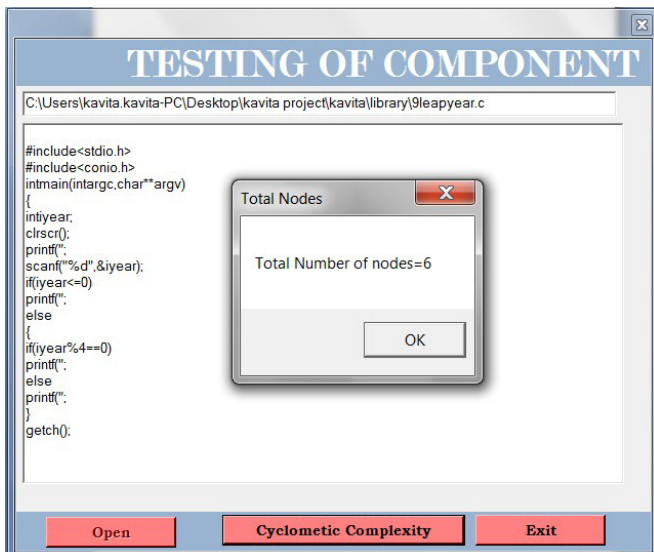 TESTING OF COMPONENT
C:\Users\kavita.kavita-PC\Desktop\kavita project\kavita\library\9leapyear.c
#include<stdio.h>
#include<conio.h>
intmain(intargc,char**argv)
{
intiyear;
clrscr();
printf(";
scanf("%d",&iyear);
if(iyear<=0)
printf(";
else
{
if(iyear%4==0)
printf(";
else
printf(";
}
getch();
Total Nodes
Total Number of nodes=6
OK
Open
Cyclometic Complexity
Exit